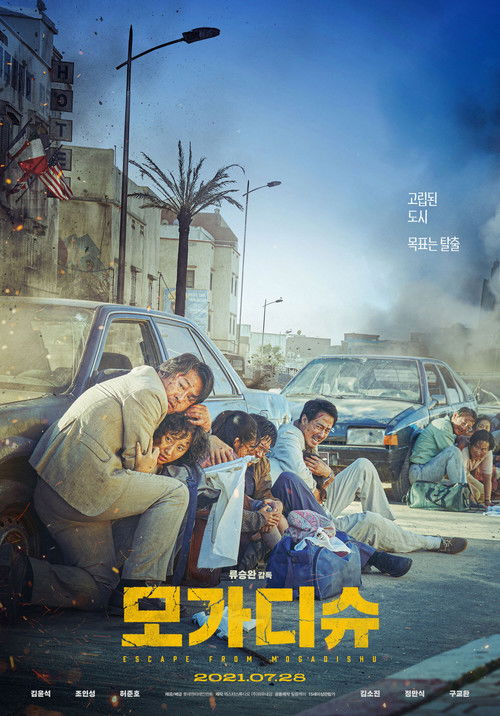 HOTE
고립된
도시
목표는 탈출
류승완 감독
모가디슈
ESCAPE FROM MOGADISHU
2021.07.28
김윤석 조인성 허준호
김소진 정만식 구교환